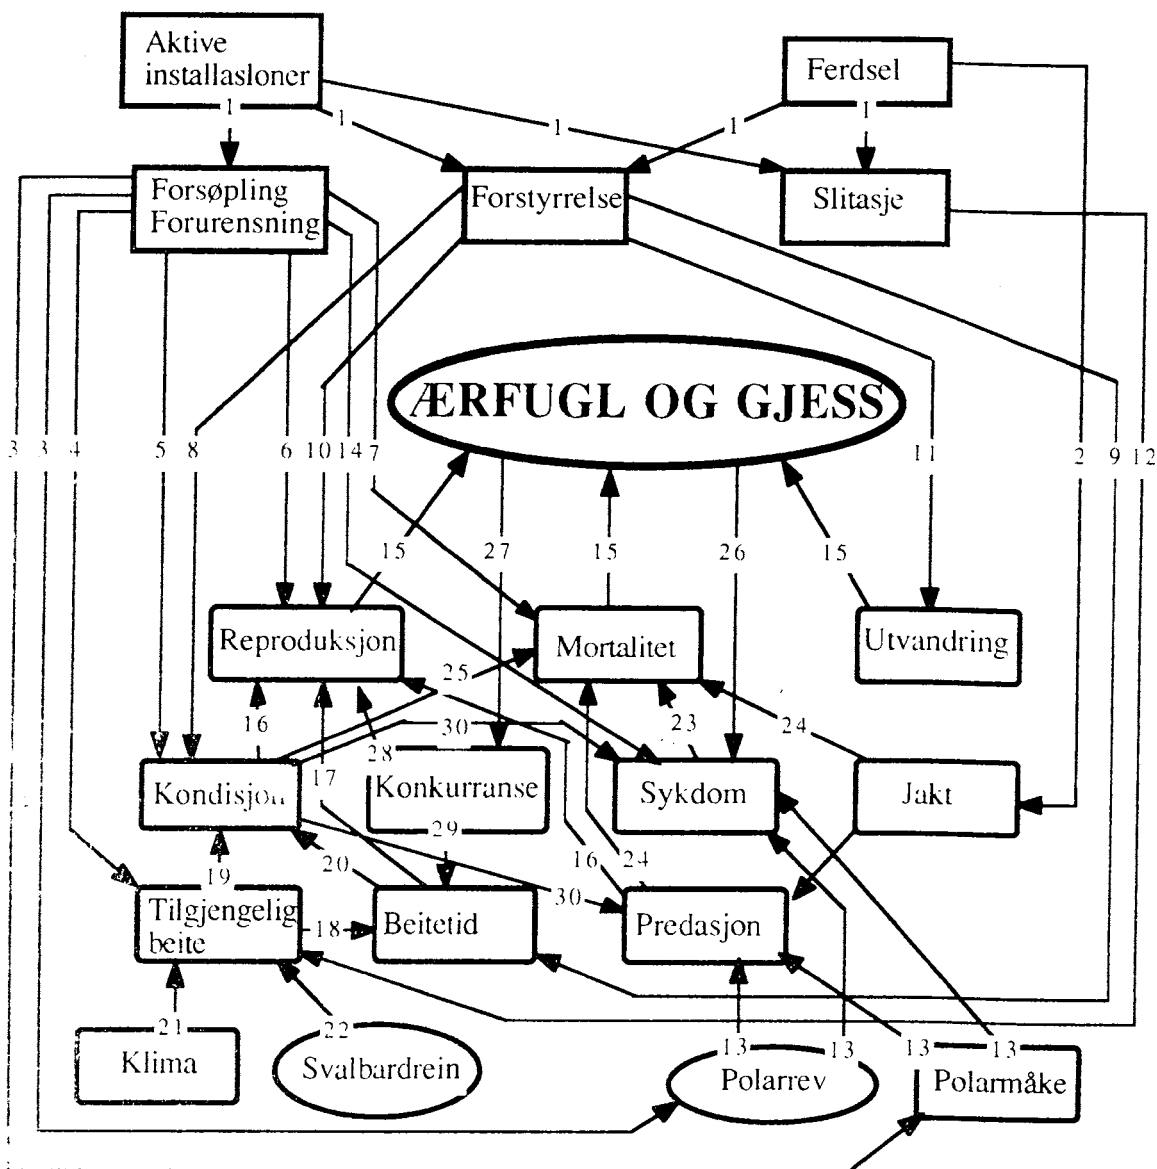 Aktive
installasloner
Ferdsel
1
1
1
1
1
Forsøpling
Forurensning
Forstyrrelse
Slitasje
ÆRFUGL OG GJESS
3
3
4
5
8
6
10
14
7
11
2
9
12
15
27
15
26
15
Reproduksjon
Mortalitet
Utvandring
25
16
30
28
23
24
17
Kondisjon
Konkurranse
Sykdom
Jakt
29
19
20
16
24
30
Tilgjengelig
beite
18
Beitetid
Predasjon
21
22
13
13
13
13
Klima
Svalbardrein
Polarrev
Polarmåke